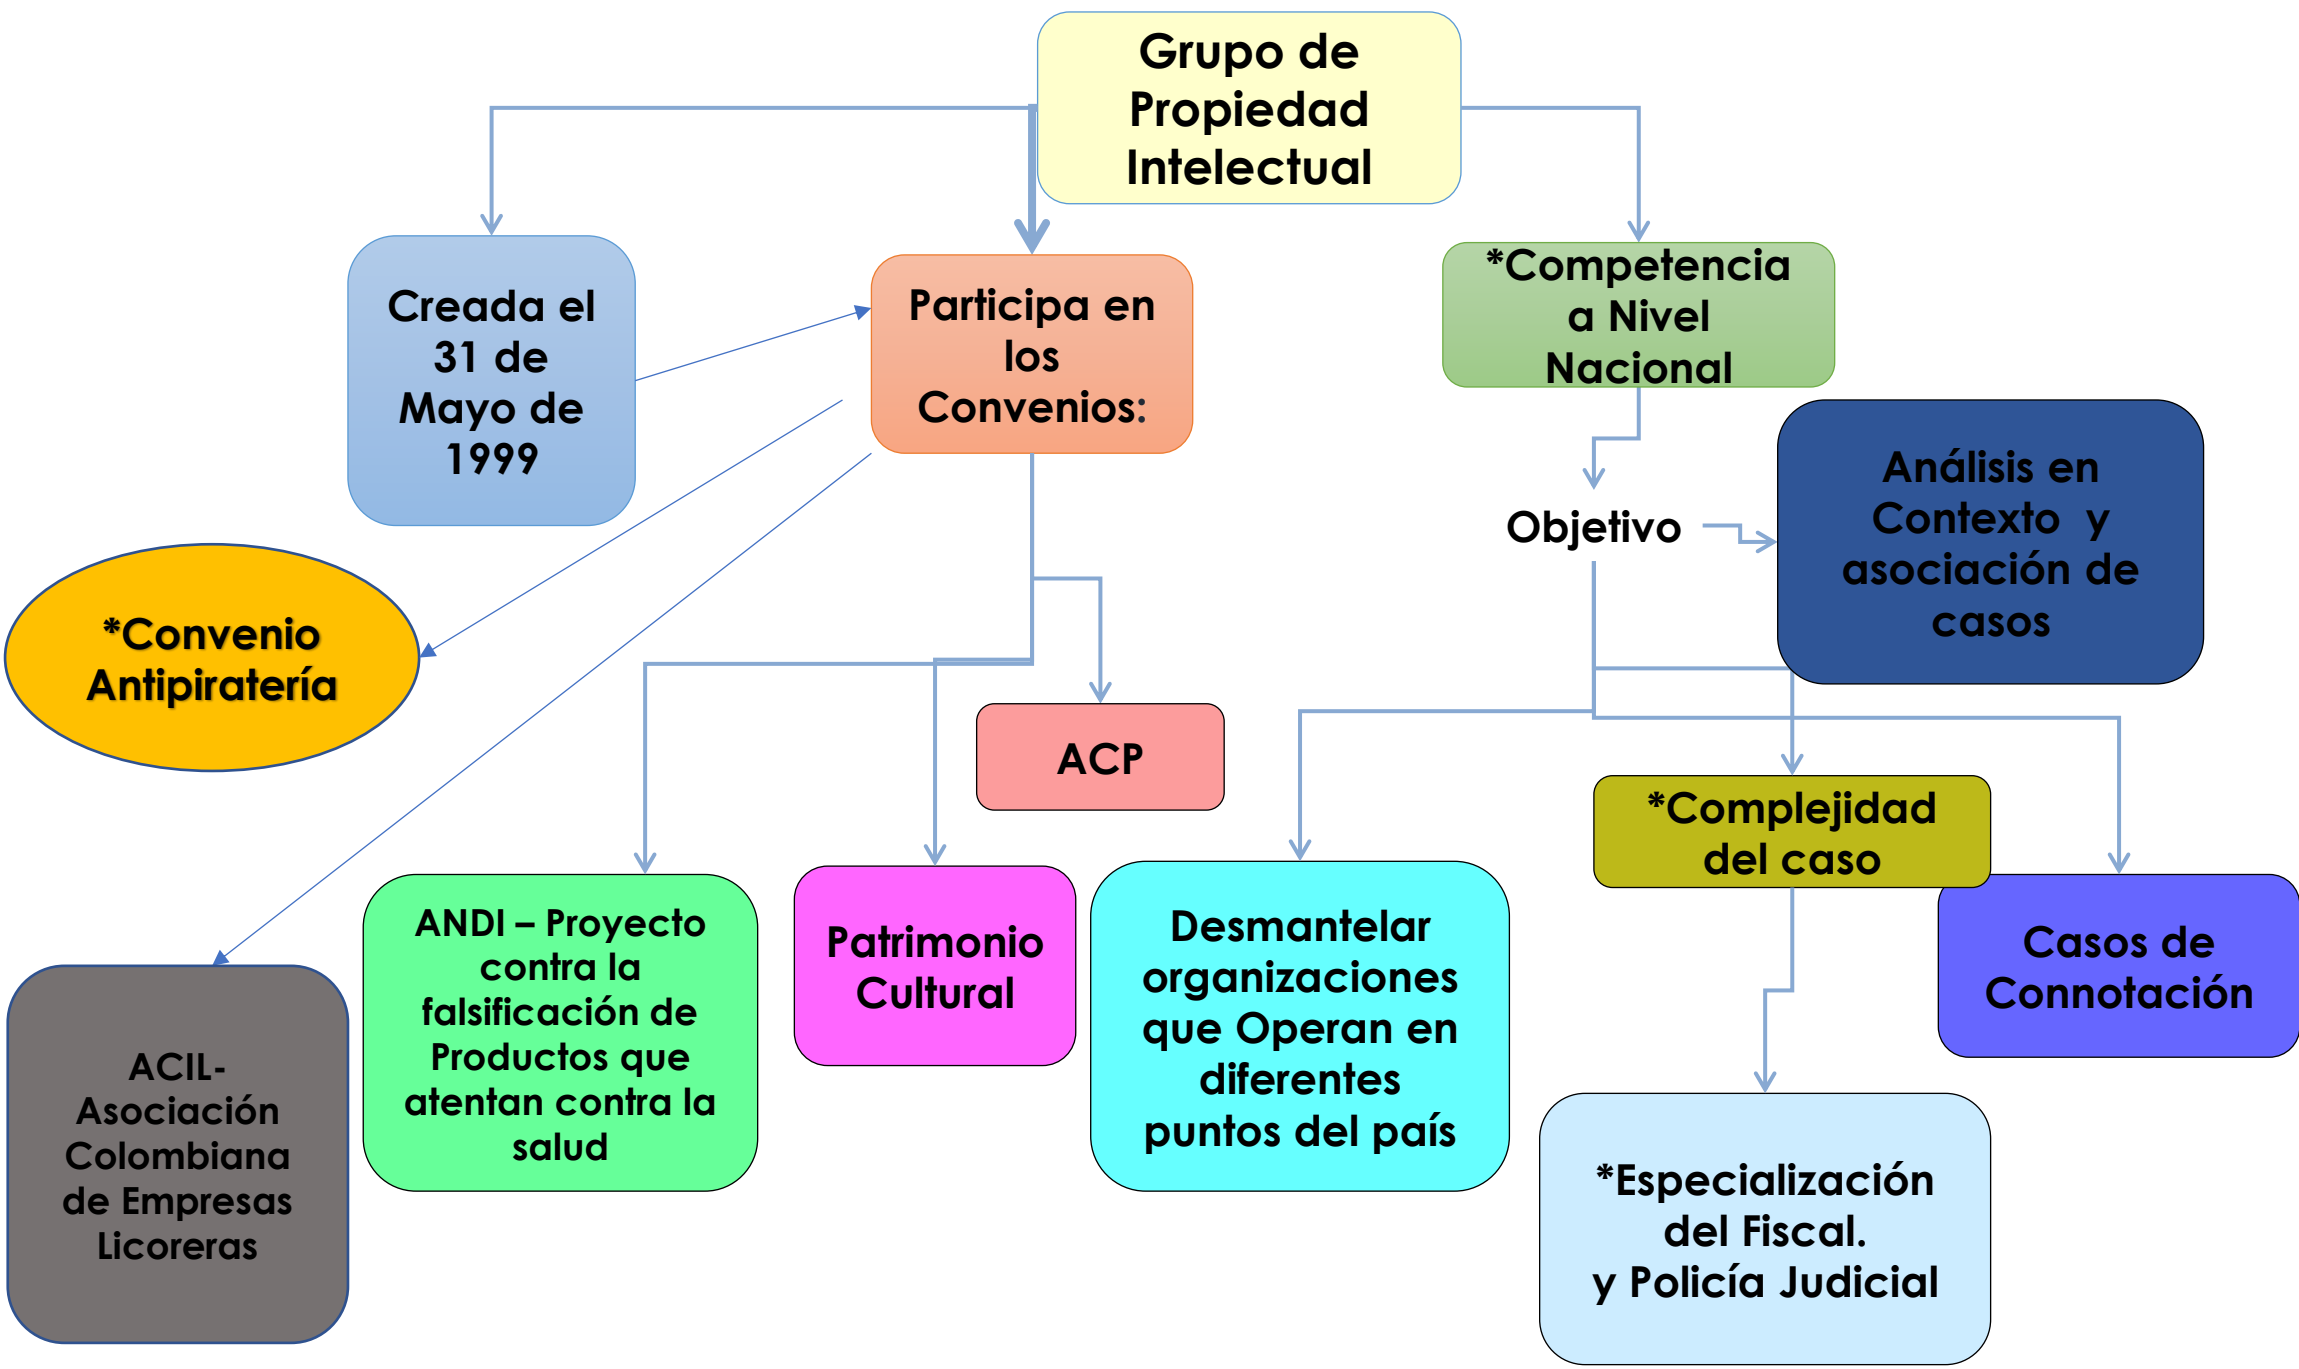 Grupo de
Propiedad
Intelectual
Creada el
31 de
Mayo de
1999
Participa en
los
Convenios:
*Competencia
a Nivel
Nacional
Objetivo
Análisis en
Contexto y
asociación de
casos
*Convenio
Antipiratería
ACP
*Complejidad
del caso
ACIL-
Asociación
Colombiana
de Empresas
Licoreras
ANDI – Proyecto
contra la
falsificación de
Productos que
atentan contra la
salud
Patrimonio
Cultural
Desmantelar
organizaciones
que Operan en
diferentes
puntos del país
Casos de
Connotación
*Especialización
del Fiscal.
y Policía Judicial